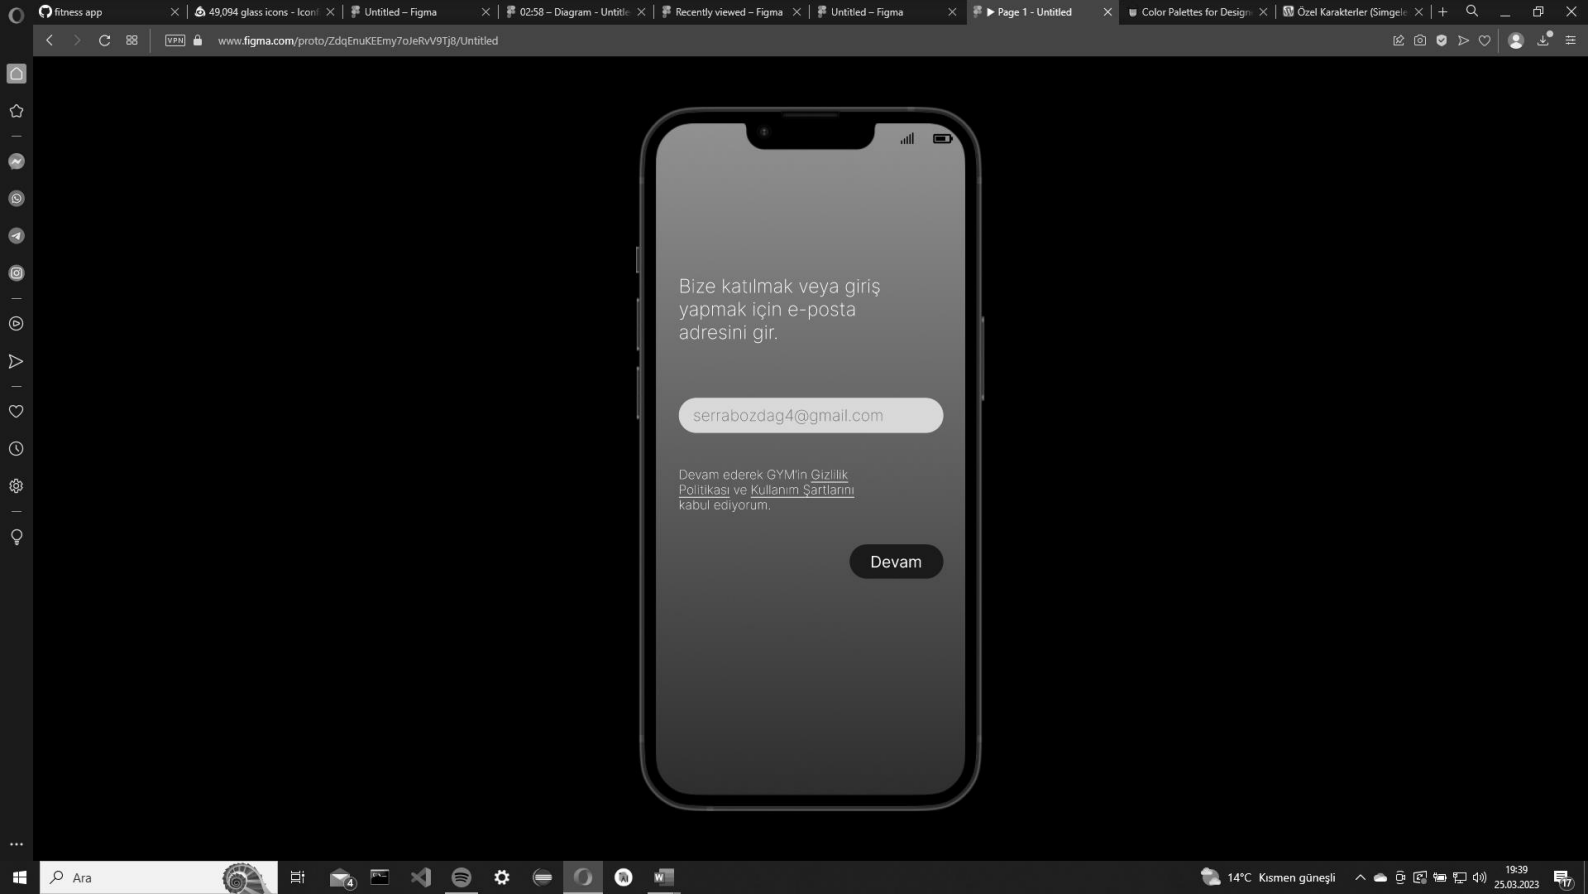 fitness app
49,094 glass icons - Iconf
Untitled – Figma
02:58 – Diagram - Untitle
Recently viewed – Figma
Untitled – Figma
Page 1 - Untitled
Color Palettes for Design
Özel Karakterler (Simgele
VPN
www.figma.com/proto/ZdqEnuKEEmy7oJeRvV9Tj8/Untitled
Bize katılmak veya giriş
yapmak için e-posta
adresini gir.
serrabozdag4@gmail.com
Devam ederek GYM'in Gizlilik
Politikası ve Kullanım Şartlarını
kabul ediyorum.
Devam
Ara
4
14°C Kısmen güneşli
19:39
25.03.2023
17